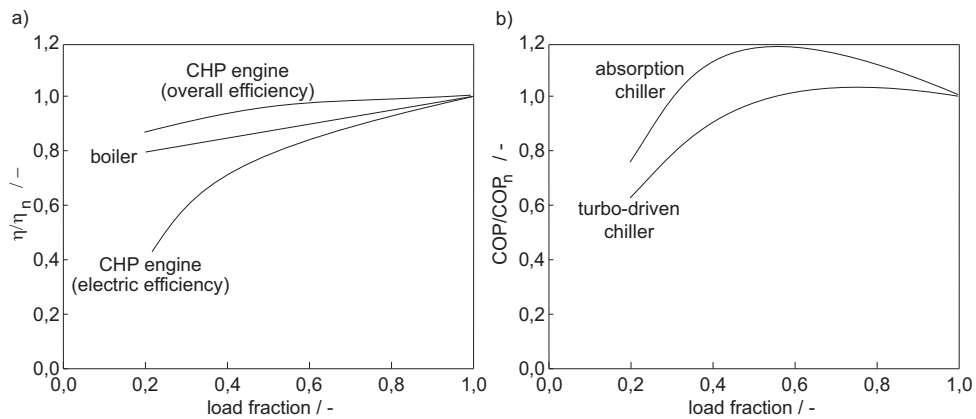 a)
1,2
1,0
0,8
0,6
0,4
0,2
0,0
η/ηn / –
CHP engine
(overall efficiency)
boiler
CHP engine
(electric efficiency)
0,0 0,2 0,4 0,6 0,8 1,0
load fraction / -
b)
1,2
1,0
0,8
0,6
0,4
0,2
0,0
COP/COPn / -
absorption
chiller
turbo-driven
chiller
0,0 0,2 0,4 0,6 0,8 1,0
load fraction / -